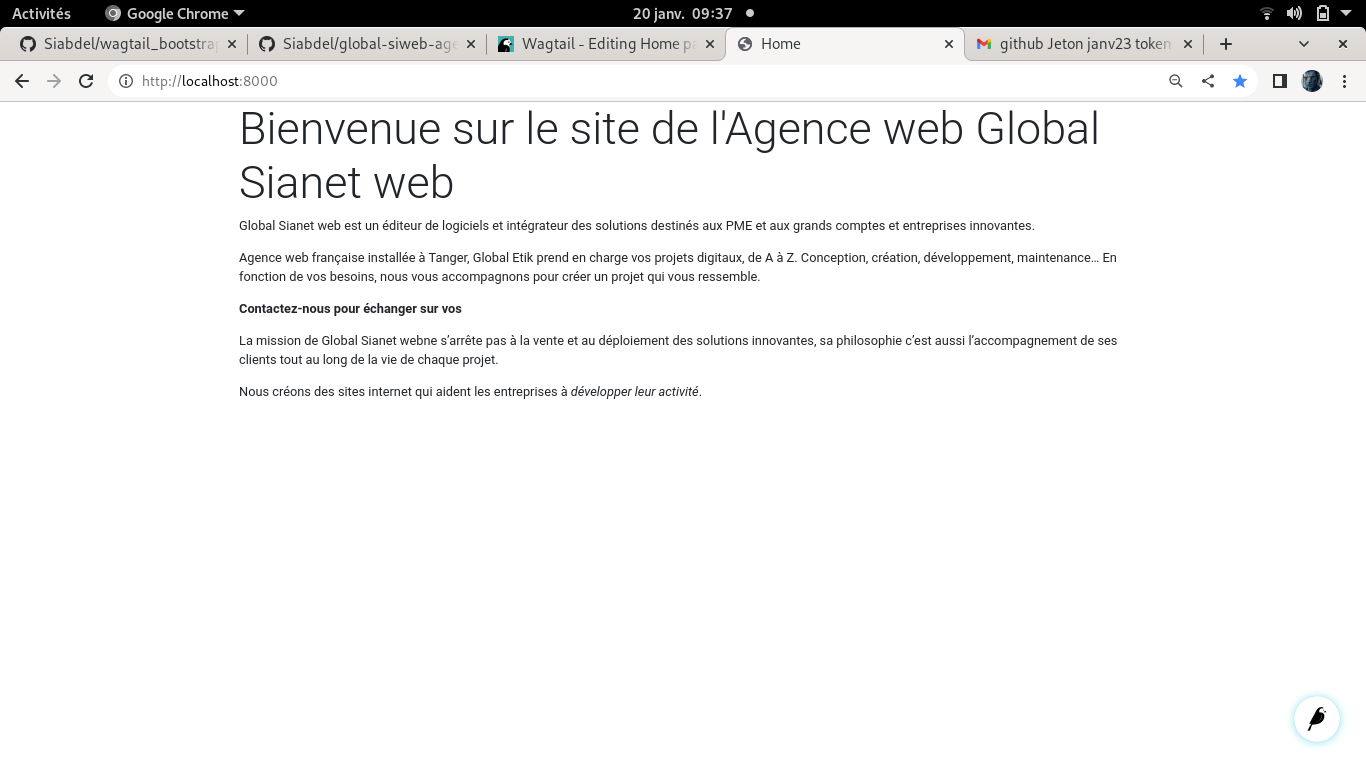 Activités
Google Chrome
20 janv. 09:37
Siabdel/wagtail_bootstrap
Siabdel/global-siweb-age
Wagtail - Editing Home pa
Home
github Jeton janv23 token
http://localhost:8000
Bienvenue sur le site de l'Agence web Global
Sianet web
Global Sianet web est un éditeur de logiciels et intégrateur des solutions destinés aux PME et aux grands comptes et entreprises innovantes.
Agence web française installée à Tanger, Global Etik prend en charge vos projets digitaux, de A à Z. Conception, création, développement, maintenance… En
fonction de vos besoins, nous vous accompagnons pour créer un projet qui vous ressemble.
Contactez-nous pour échanger sur vos
La mission de Global Sianet webne s’arrête pas à la vente et au déploiement des solutions innovantes, sa philosophie c’est aussi l’accompagnement de ses
clients tout au long de la vie de chaque projet.
Nous créons des sites internet qui aident les entreprises à développer leur activité.